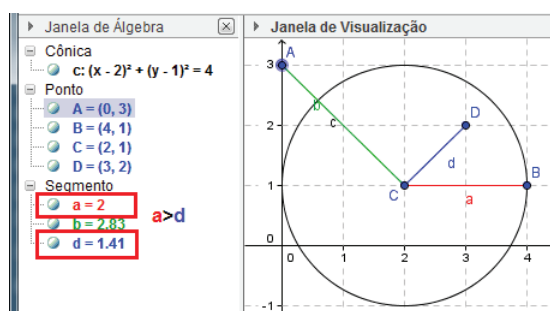 Janela de Álgebra
Cônica
c: (x - 2)² + (y - 1)² = 4
Ponto
A = (0, 3)
B = (4, 1)
C = (2, 1)
D = (3, 2)
Segmento
a = 2
b = 2.83
d = 1.41
a>d
Janela de Visualização
A
3
b
c
D
2
d
B
1
C
a
0
0
1
2
3
4
-1